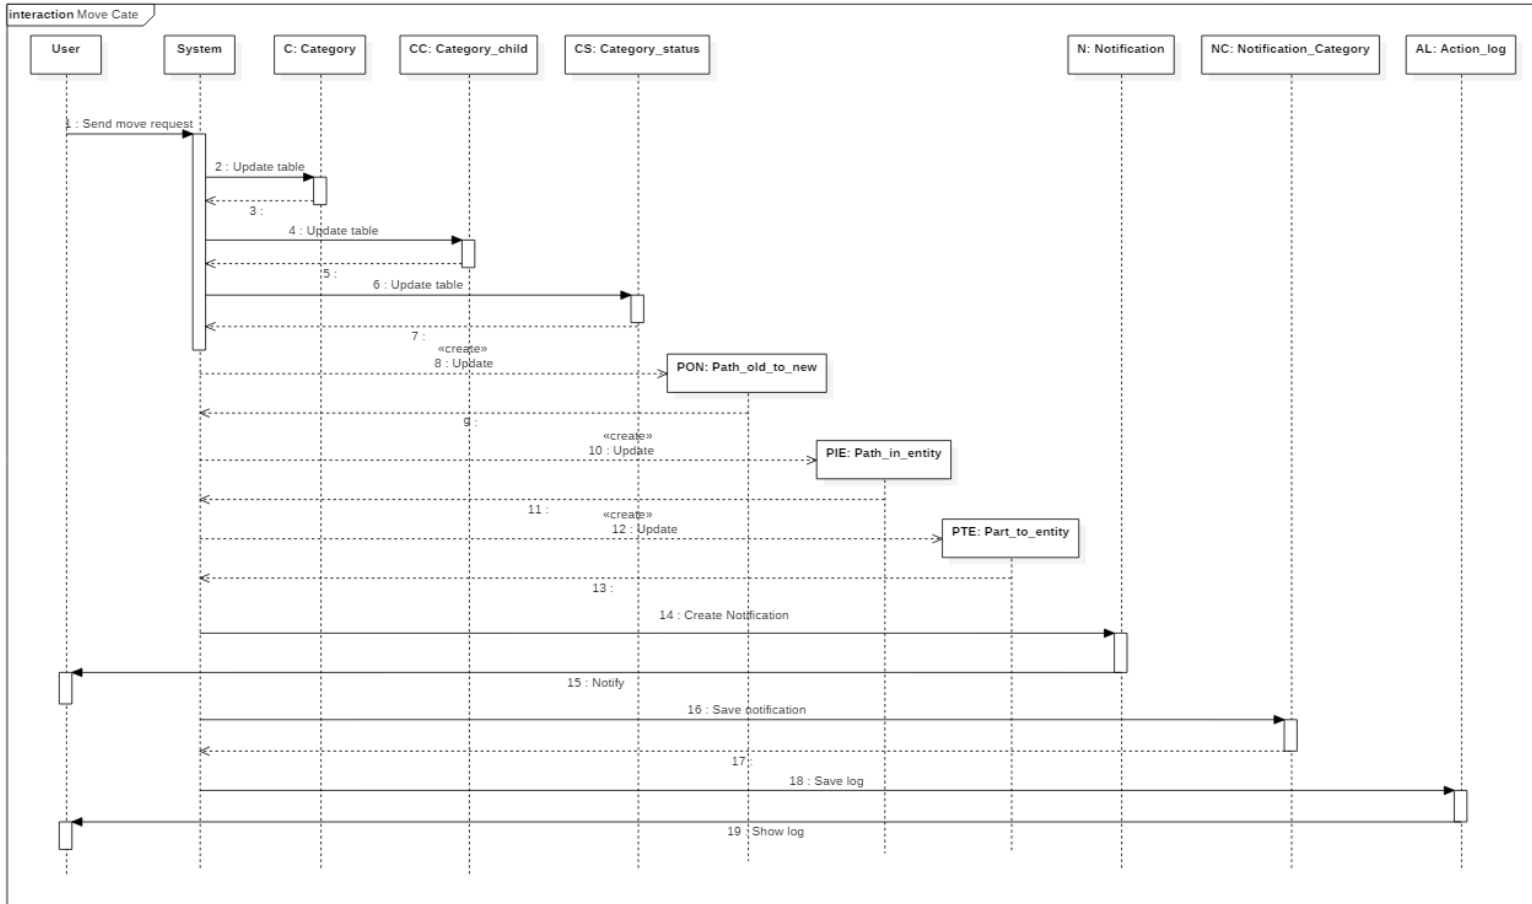 interaction Move Cate
User
System
C: Category
CC: Category_child
CS: Category_status
N: Notification
NC: Notification_Category
AL: Action_log
1 : Send move request
2 : Update table
3 :
4 : Update table
5 :
6 : Update table
7 :
«create»
8 : Update
PON: Path_old_to_new
9 :
«create»
10 : Update
PIE: Path_in_entity
11 :
«create»
12 : Update
PTE: Part_to_entity
13 :
14 : Create Notification
15 : Notify
16 : Save notification
17 :
18 : Save log
19 : Show log